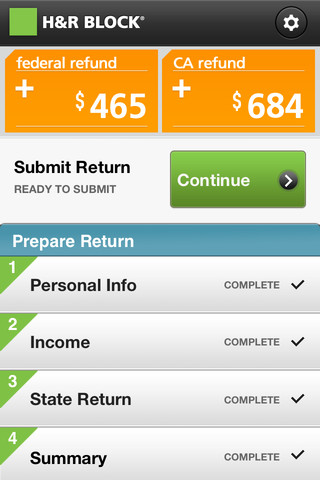 H&R BLOCK®
federal refund
+ $ 465
CA refund
+ $ 684
Submit Return
READY TO SUBMIT
Continue
Prepare Return
1
Personal Info COMPLETE
2
Income COMPLETE
3
State Return COMPLETE
4
Summary COMPLETE